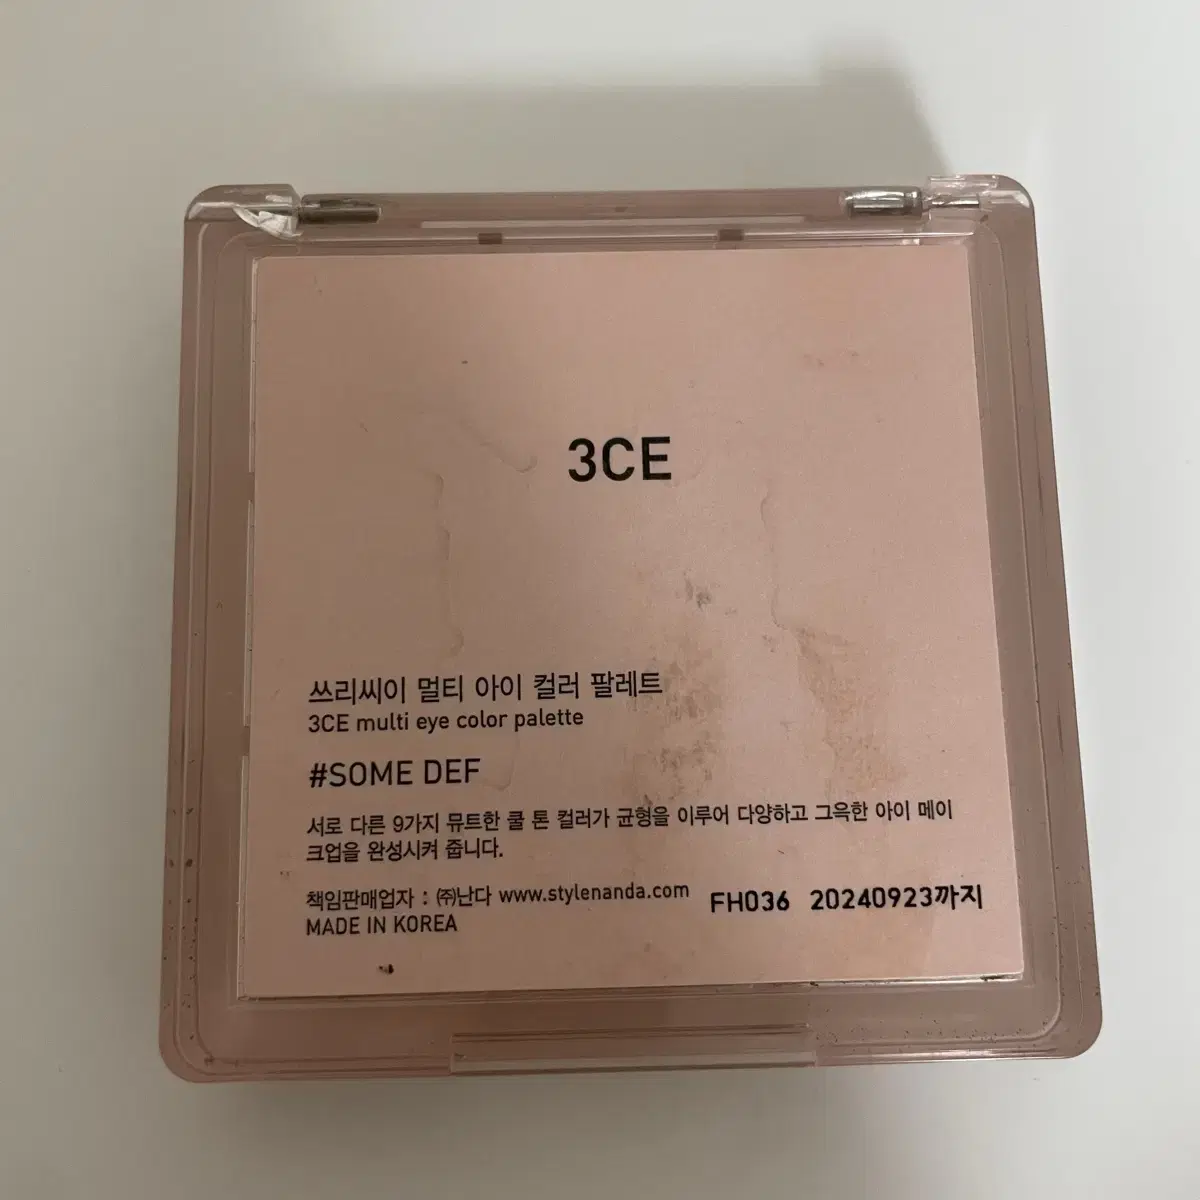 3CE
쓰리씨이 멀티 아이 컬러 팔레트
3CE multi eye color palette
#SOME DEF
서로 다른 9가지 뮤트한 쿨 톤 컬러가 균형을 이루어 다양하고 그윽한 아이 메이
크업을 완성시켜 줍니다.
책임판매업자 : ㈜난다 www.stylenanda.com
MADE IN KOREA
FH036 20240923까지